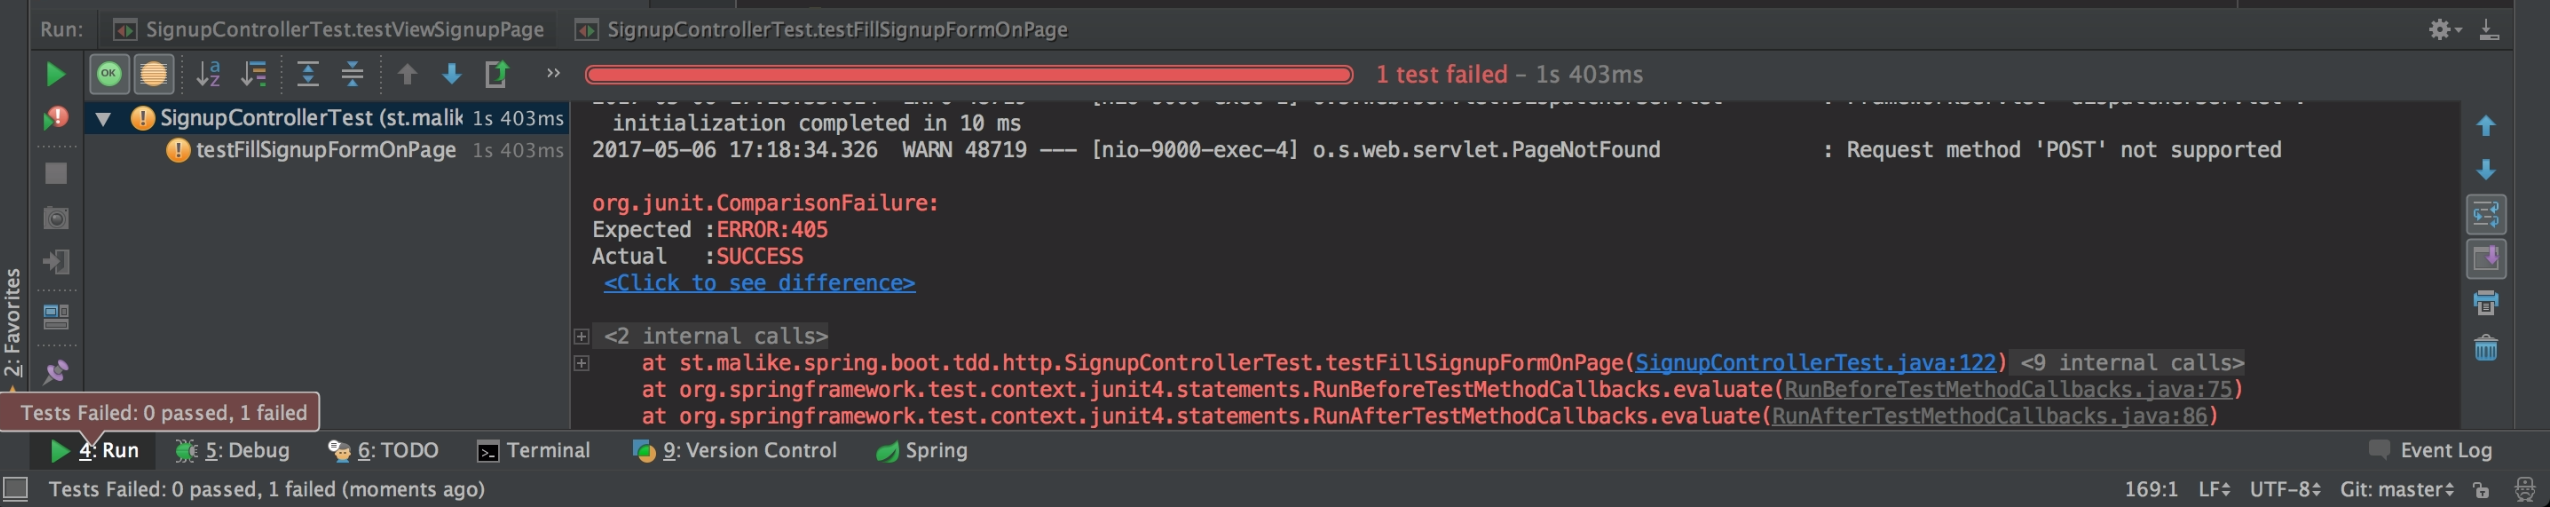 Run: SignupControllerTest.testViewSignupPage SignupControllerTest.testFillSignupFormOnPage
OK
a
z
»
1 test failed – 1s 403ms
SignupControllerTest (st.malik 1s 403ms
testFillSignupFormOnPage 1s 403ms
initialization completed in 10 ms
2017-05-06 17:18:34.326 WARN 48719 --- [nio-9000-exec-4] o.s.web.servlet.PageNotFound : Request method 'POST' not supported
org.junit.ComparisonFailure:
Expected :ERROR:405
Actual :SUCCESS
<Click to see difference>
<2 internal calls>
at st.malike.spring.boot.tdd.http.SignupControllerTest.testFillSignupFormOnPage(SignupControllerTest.java:122) <9 internal calls>
at org.springframework.test.context.junit4.statements.RunBeforeTestMethodCallbacks.evaluate(RunBeforeTestMethodCallbacks.java:75)
at org.springframework.test.context.junit4.statements.RunAfterTestMethodCallbacks.evaluate(RunAfterTestMethodCallbacks.java:86)
2: Favorites
Tests Failed: 0 passed, 1 failed
4: Run 5: Debug 6: TODO Terminal 9: Version Control Spring Event Log
Tests Failed: 0 passed, 1 failed (moments ago) 169:1 LF UTF-8 Git: master